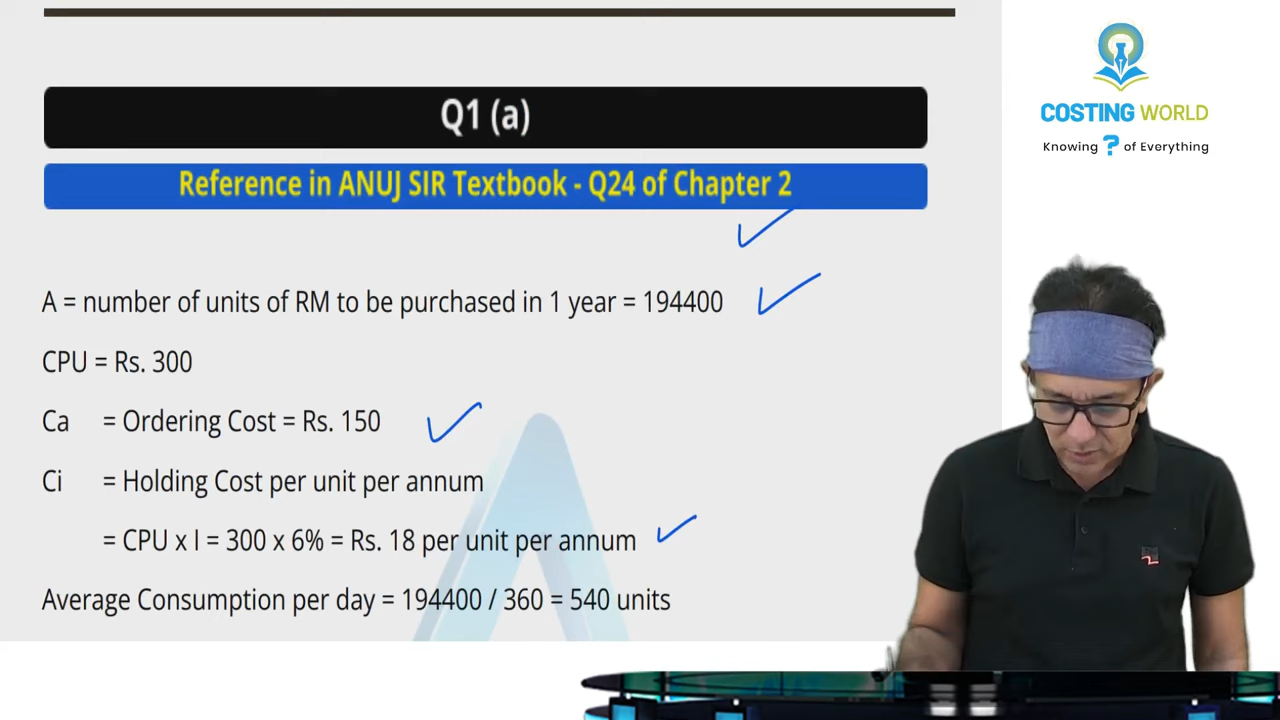 Q1 (a)
Reference in ANUJ SIR Textbook - Q24 of Chapter 2
A = number of units of RM to be purchased in 1 year = 194400
CPU = Rs. 300
Ca = Ordering Cost = Rs. 150
Ci = Holding Cost per unit per annum
= CPU x I = 300 x 6% = Rs. 18 per unit per annum
Average Consumption per day = 194400 / 360 = 540 units
COSTING WORLD
Knowing ? of Everything